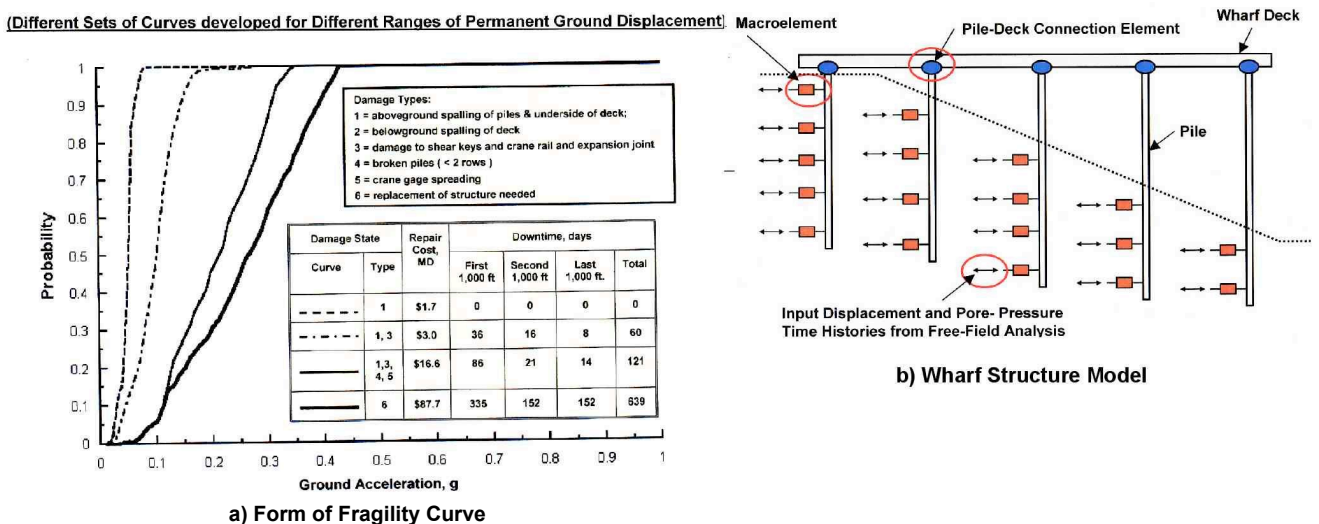 (Different Sets of Curves developed for Different Ranges of Permanent Ground Displacement)
1
0.9
0.8
0.7
0.6
0.5
0.4
0.3
0.2
0.1
0
Probability
Damage Types:
1 = aboveground spalling of piles & underside of deck;
2 = belowground spalling of deck
3 = damage to shear keys and crane rail and expansion joint
4 = broken piles ( < 2 rows )
5 = crane gage spreading
6 = replacement of structure needed
Damage State
Repair Cost, MD
Downtime, days
Curve
Type
First 1,000 ft
Second 1,000 ft
Last 1,000 ft.
Total
1 $1.7 0 0 0 0
1, 3 $3.0 36 16 8 60
1,3, 4, 5 $16.6 86 21 14 121
6 $87.7 335 152 152 639
0 0.1 0.2 0.3 0.4 0.5 0.6 0.7 0.8 0.9 1
Ground Acceleration, g
a) Form of Fragility Curve
Macroelement
Pile-Deck Connection Element
Wharf Deck
Pile
Input Displacement and Pore- Pressure
Time Histories from Free-Field Analysis
b) Wharf Structure Model